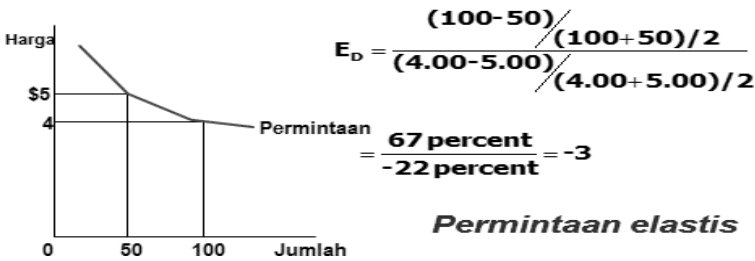 Harga
$5
4
Permintaan
0 50 100 Jumlah
E_D = (100-50)/(100+50)/2
(4.00-5.00)/(4.00+5.00)/2
= 67 percent
-22 percent = -3
Permintaan elastis